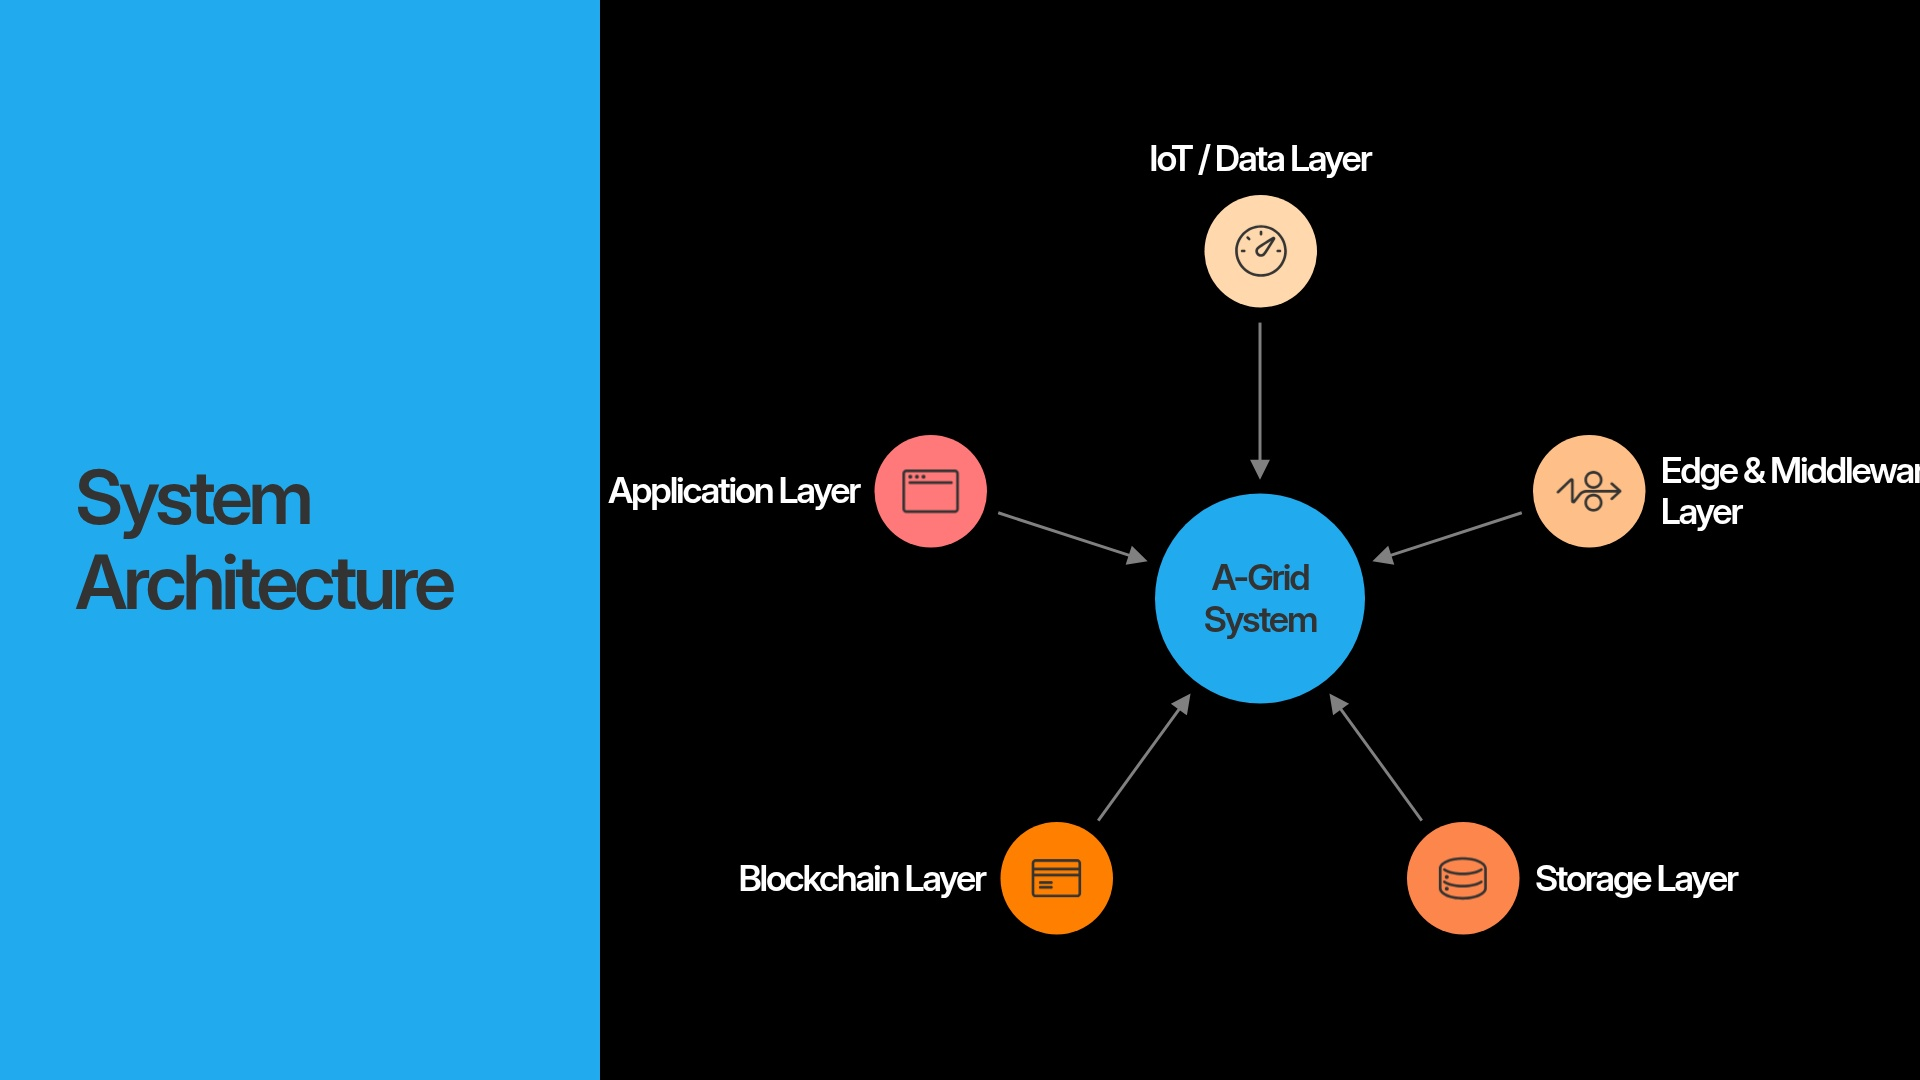 System
Architecture
IoT / Data Layer
Application Layer
Edge & Middlewar
Layer
A-Grid
System
Blockchain Layer
Storage Layer